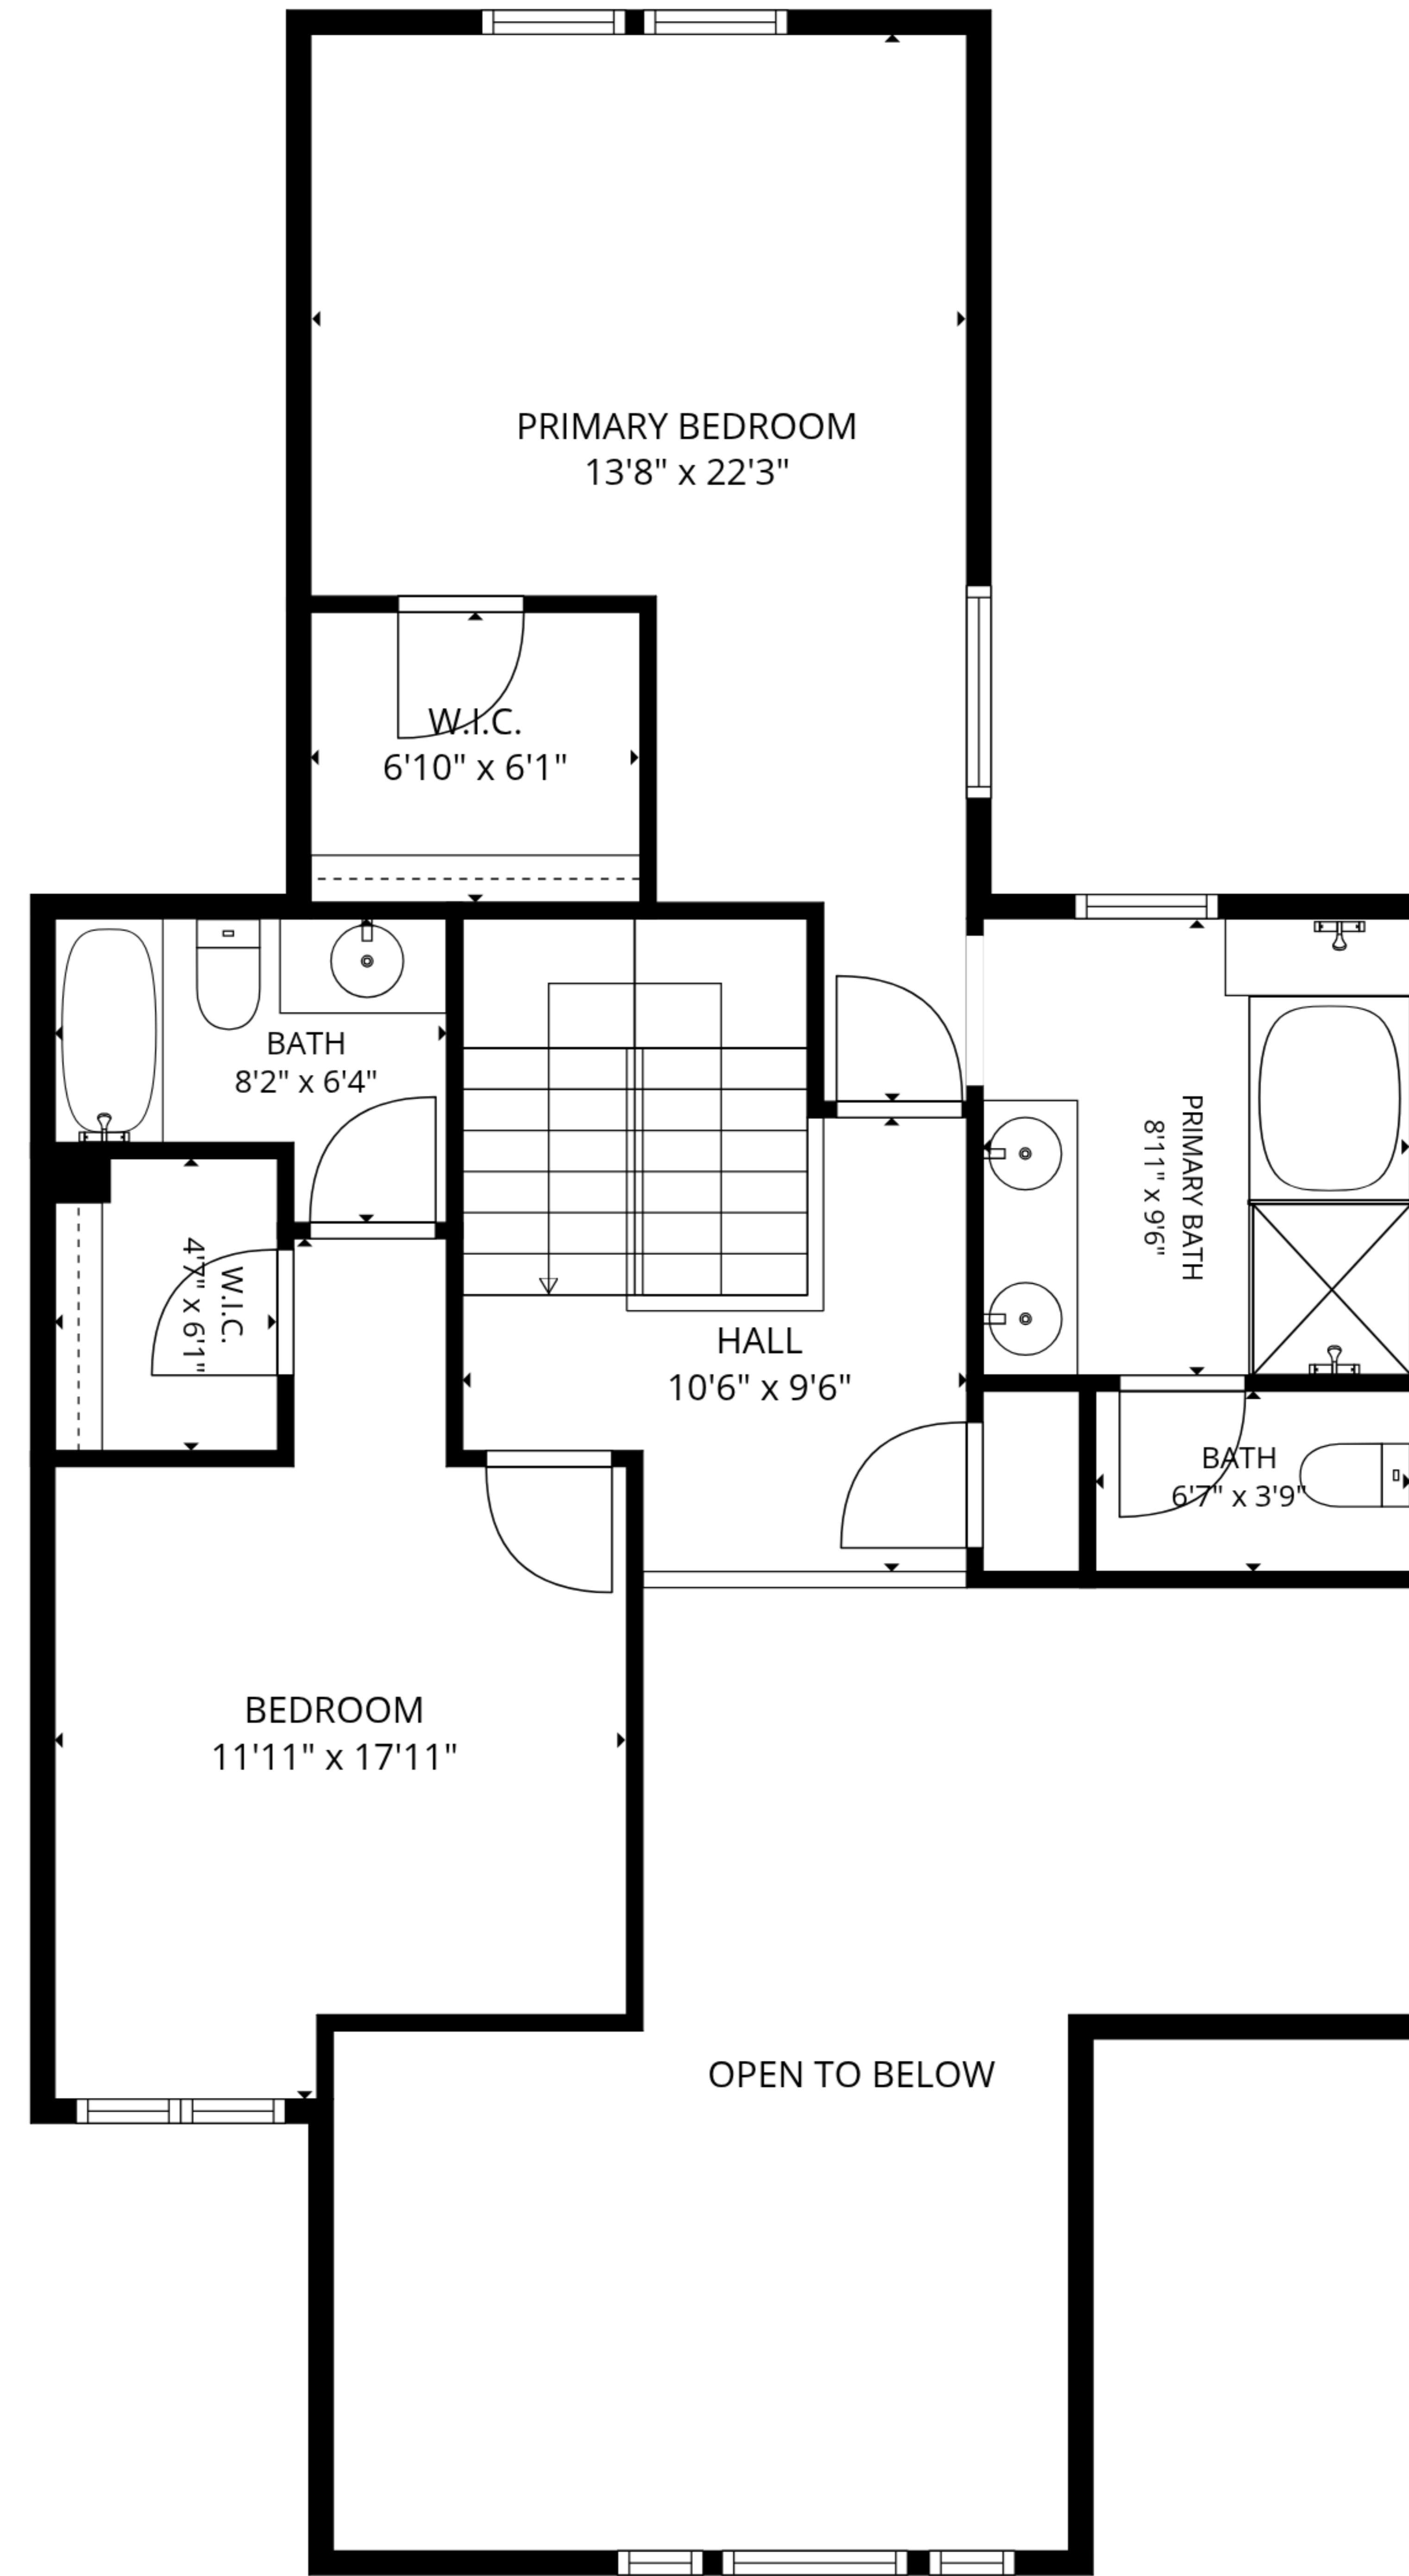 PRIMARY BEDROOM
13'8" x 22'3"
W.I.C.
6'10" x 6'1"
BATH
8'2" x 6'4"
PRIMARY BATH
8'11" x 9'6"
W.I.C.
4'7" x 6'1"
HALL
10'6" x 9'6"
BATH
6'7" x 3'9"
BEDROOM
11'11" x 17'11"
OPEN TO BELOW